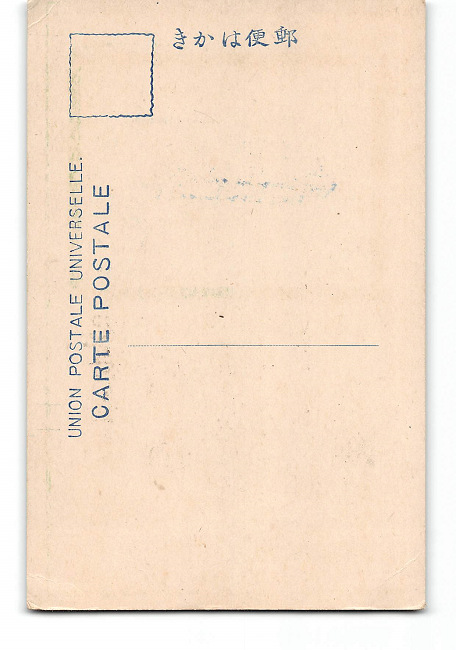 きかは便郵
UNION POSTALE UNIVERSELLE.
CARTE POSTALE